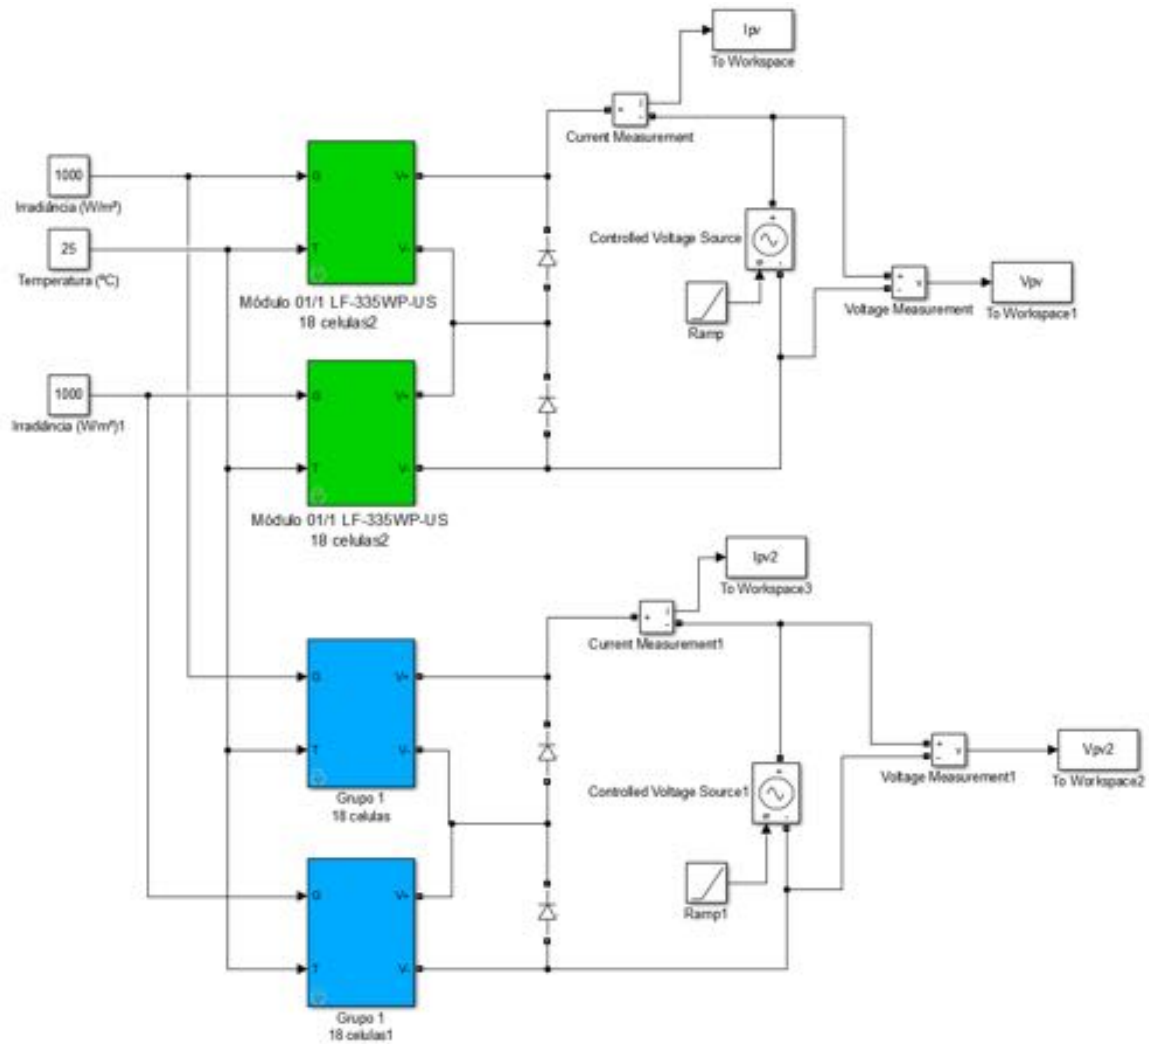 Ipv
To Workspace
Current Measurement
1000
G
V+
Irradiância (W/m²)
25
T
V-
Temperatura (ºC)
Controlled Voltage Source
Voltage Measurement
Vpv
To Workspace1
Ramp
Módulo 01/1 LF-335WP-US
18 celulas2
1000
G
V+
Irradiância (W/m²)1
T
V-
Módulo 01/1 LF-335WP-US
18 celulas2
Ipv2
To Workspace3
Current Measurement1
G
V+
T
V-
Grupo 1
18 celulas
Controlled Voltage Source1
Voltage Measurement1
Vpv2
To Workspace2
Ramp1
G
V+
T
V-
Grupo 1
18 celulas1